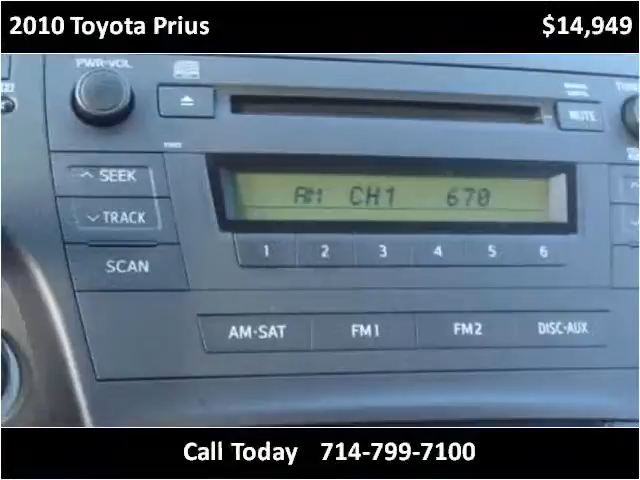 2010 Toyota Prius $14,949
PWR·VOL
MUTE
∧ SEEK
AM CH1 670
∨ TRACK
1 2 3 4 5 6
SCAN
AM·SAT FM1 FM2 DISC·AUX
Call Today 714-799-7100